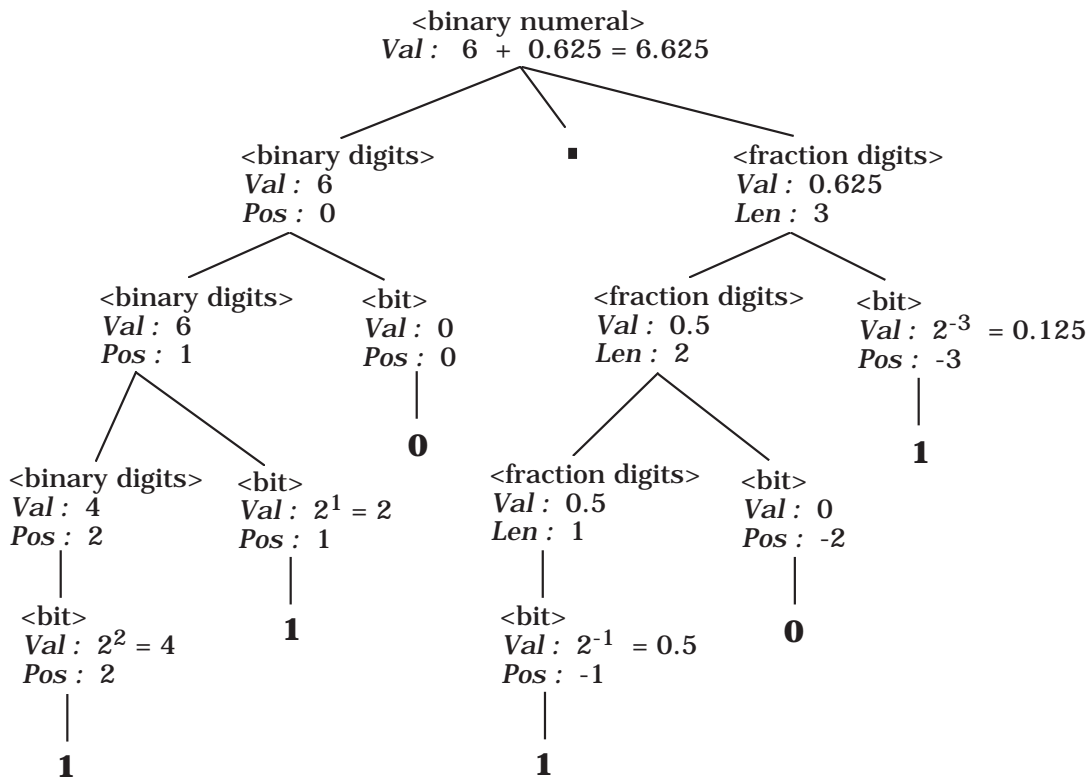 <binary numeral>
Val : 6 + 0.625 = 6.625
<binary digits>
Val : 6
Pos : 0
.
<fraction digits>
Val : 0.625
Len : 3
<binary digits>
Val : 6
Pos : 1
<bit>
Val : 0
Pos : 0
<fraction digits>
Val : 0.5
Len : 2
<bit>
Val : 2^-3 = 0.125
Pos : -3
0
1
<binary digits>
Val : 4
Pos : 2
<bit>
Val : 2^1 = 2
Pos : 1
<fraction digits>
Val : 0.5
Len : 1
<bit>
Val : 0
Pos : -2
<bit>
Val : 2^2 = 4
Pos : 2
1
<bit>
Val : 2^-1 = 0.5
Pos : -1
0
1
1